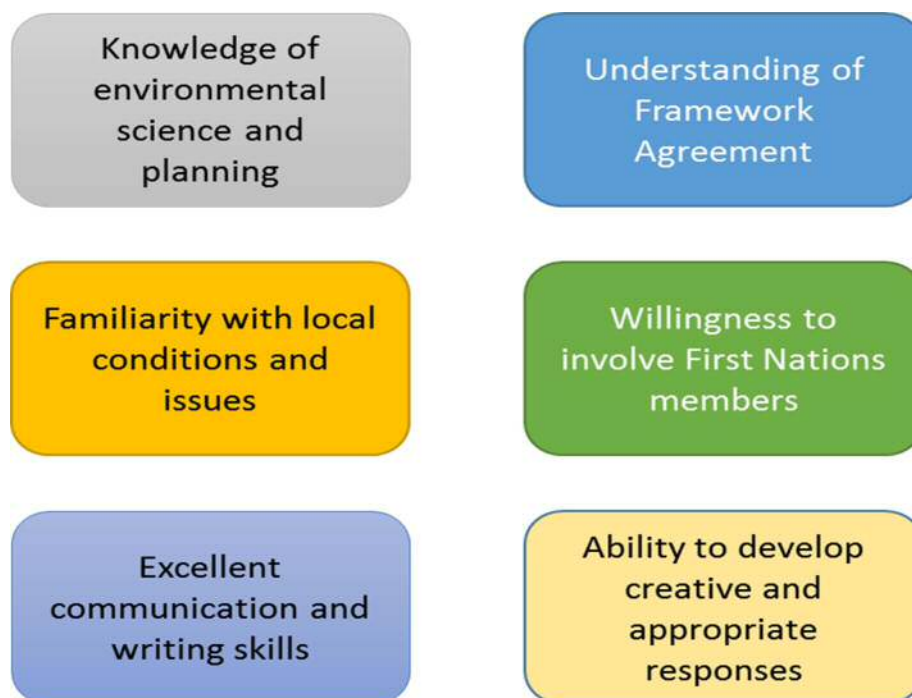 Knowledge of
environmental
science and
planning
Understanding of
Framework
Agreement
Familiarity with local
conditions and
issues
Willingness to
involve First Nations
members
Excellent
communication and
writing skills
Ability to develop
creative and
appropriate
responses